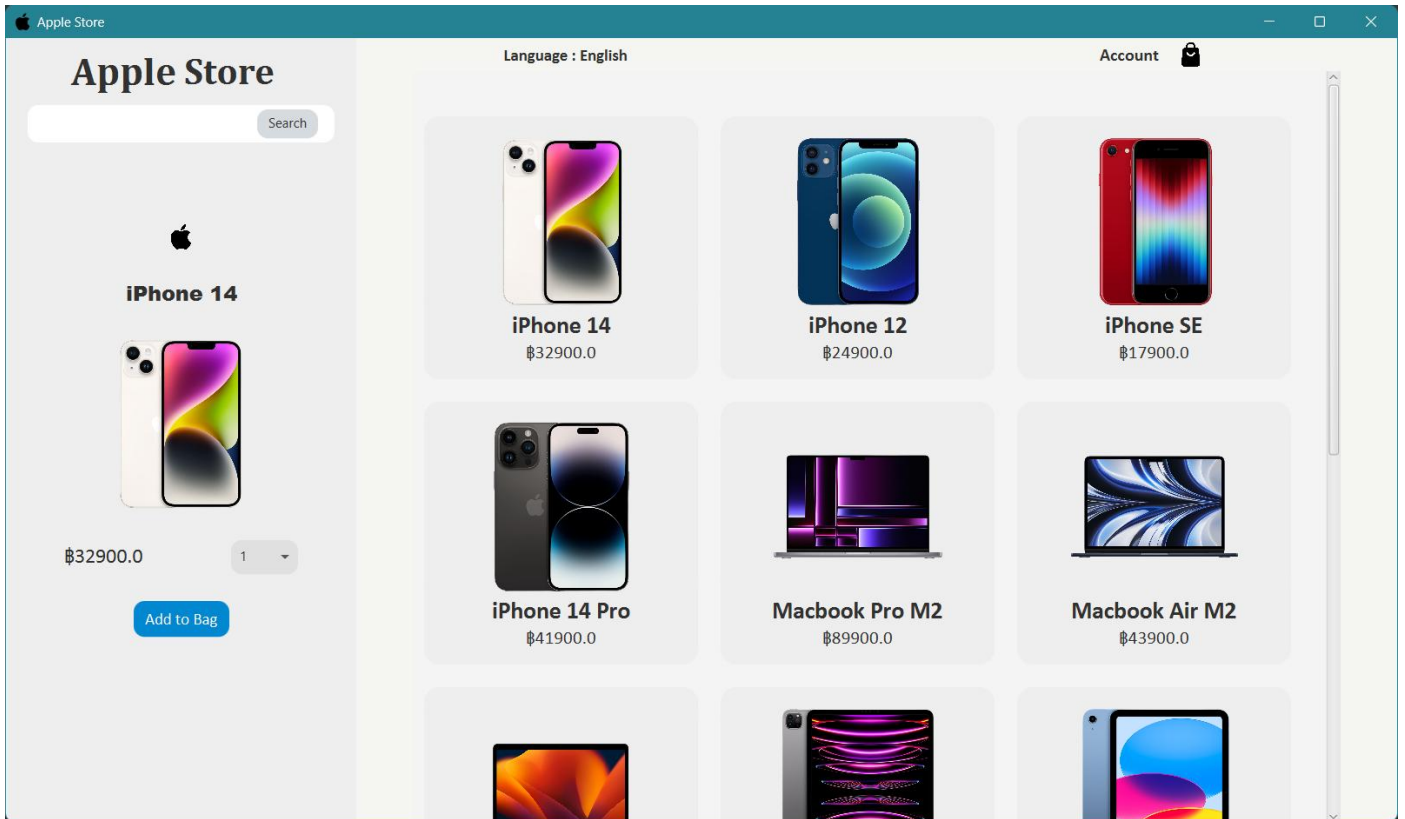 Apple Store
Apple Store
Search
iPhone 14
฿32900.0
1
Add to Bag
Language : English
Account
iPhone 14
฿32900.0
iPhone 12
฿24900.0
iPhone SE
฿17900.0
iPhone 14 Pro
฿41900.0
Macbook Pro M2
฿89900.0
Macbook Air M2
฿43900.0